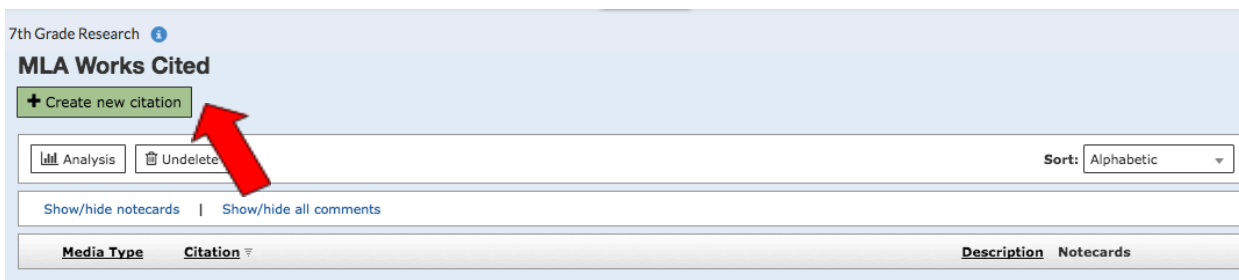 7th Grade Research
MLA Works Cited
+ Create new citation
Analysis Undelete Sort: Alphabetic
Show/hide notecards | Show/hide all comments
Media Type Citation Description Notecards